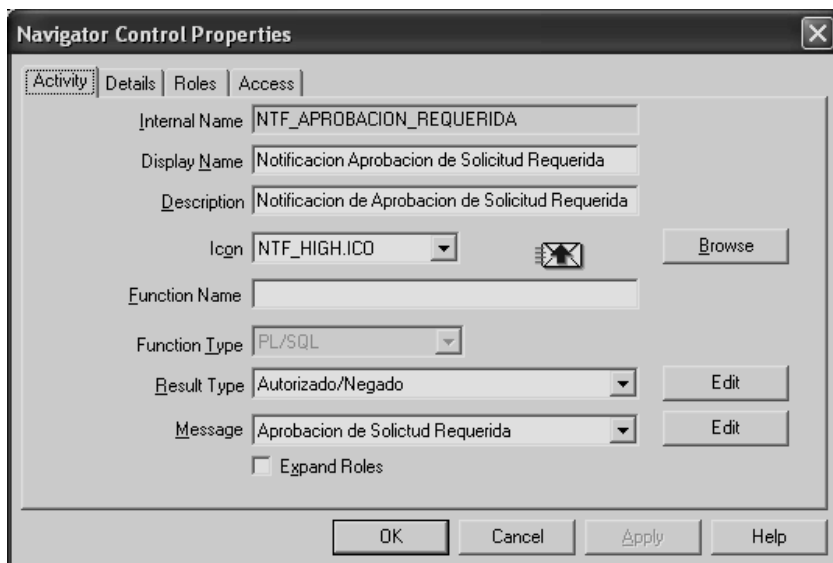 Navigator Control Properties
Activity Details Roles Access
Internal Name NTF_APROBACION_REQUERIDA
Display Name Notificacion Aprobacion de Solicitud Requerida
Description Notificacion de Aprobacion de Solicitud Requerida
Icon NTF_HIGH.ICO Browse
Function Name
Function Type PL/SQL
Result Type Autorizado/Negado Edit
Message Aprobacion de Solictud Requerida Edit
Expand Roles
OK Cancel Apply Help